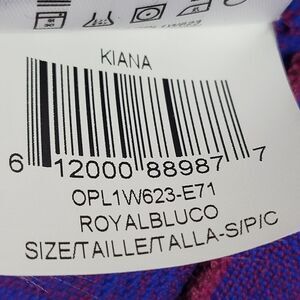 KIANA
6 12000 88987 7
OPL1W623-E71
ROYALBLUCO
SIZE/TAILLE/TALLA-S/P/C